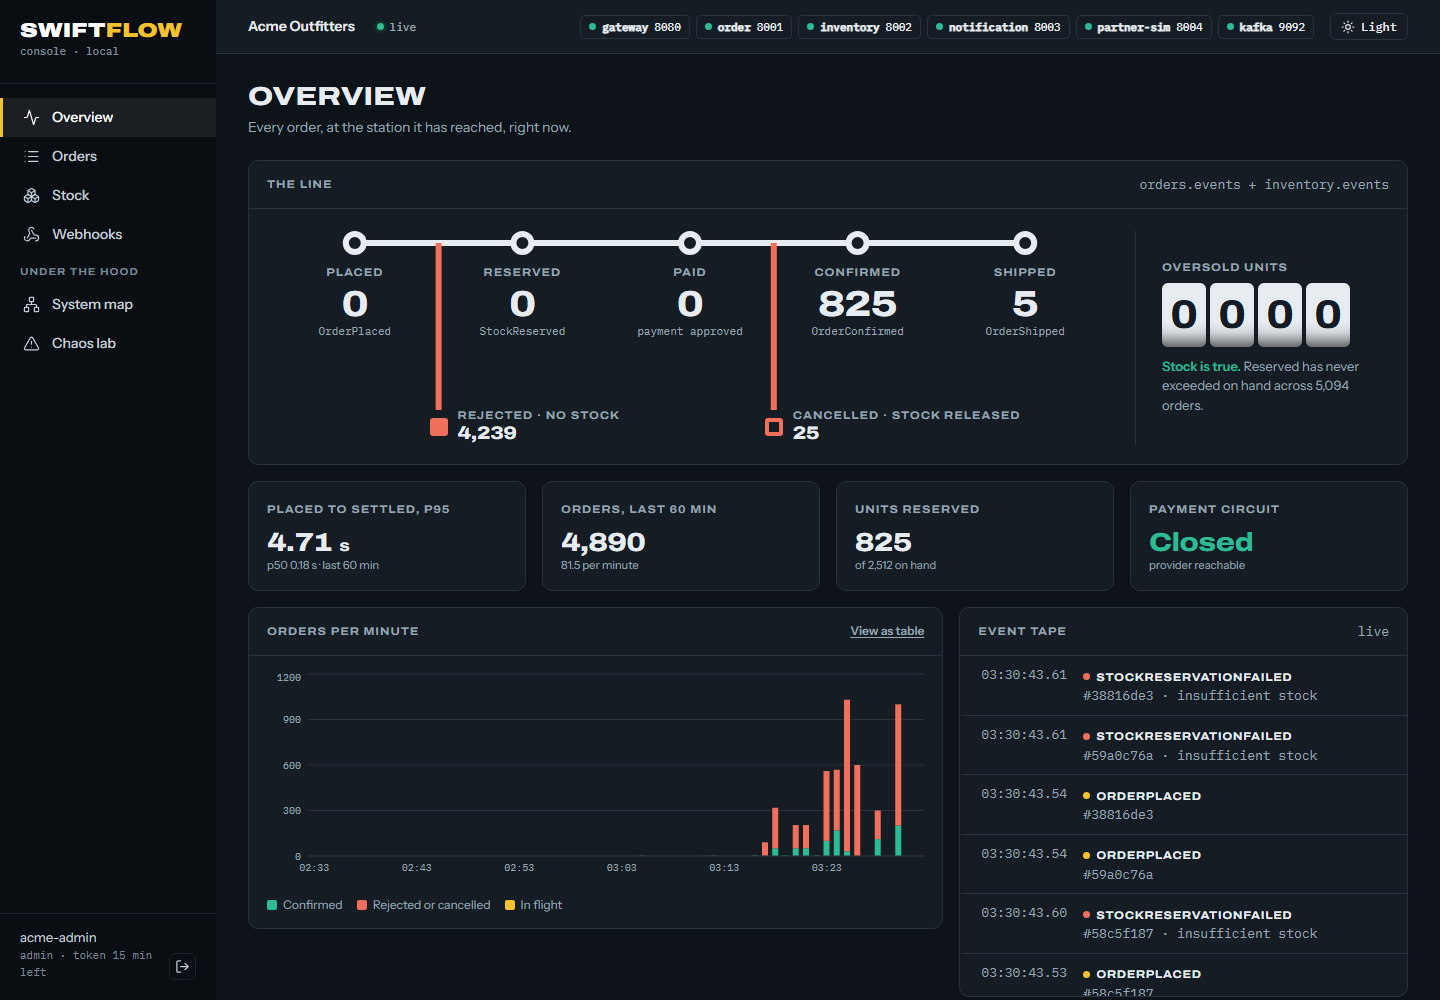 SWIFTFLOW
console · local
Overview
Orders
Stock
Webhooks
UNDER THE HOOD
System map
Chaos lab
acme-admin
admin · token 15 min
left
Acme Outfitters
live
gateway 8080
order 8001
inventory 8002
notification 8003
partner-sim 8004
kafka 9092
Light
OVERVIEW
Every order, at the station it has reached, right now.
THE LINE
orders.events + inventory.events
PLACED
0
OrderPlaced
RESERVED
0
StockReserved
PAID
0
payment approved
CONFIRMED
825
OrderConfirmed
SHIPPED
5
OrderShipped
REJECTED · NO STOCK
4,239
CANCELLED · STOCK RELEASED
25
OVERSOLD UNITS
0 0 0 0
Stock is true. Reserved has never
exceeded on hand across 5,094
orders.
PLACED TO SETTLED, P95
4.71 s
p50 0.18 s · last 60 min
ORDERS, LAST 60 MIN
4,890
81.5 per minute
UNITS RESERVED
825
of 2,512 on hand
PAYMENT CIRCUIT
Closed
provider reachable
ORDERS PER MINUTE
View as table
1200
900
600
300
0
02:33 02:43 02:53 03:03 03:13 03:23
Confirmed
Rejected or cancelled
In flight
EVENT TAPE
live
03:30:43.61 STOCKRESERVATIONFAILED
#38816de3 · insufficient stock
03:30:43.61 STOCKRESERVATIONFAILED
#59a0c76a · insufficient stock
03:30:43.54 ORDERPLACED
#38816de3
03:30:43.54 ORDERPLACED
#59a0c76a
03:30:43.60 STOCKRESERVATIONFAILED
#58c5f187 · insufficient stock
03:30:43.53 ORDERPLACED
#58c5f187